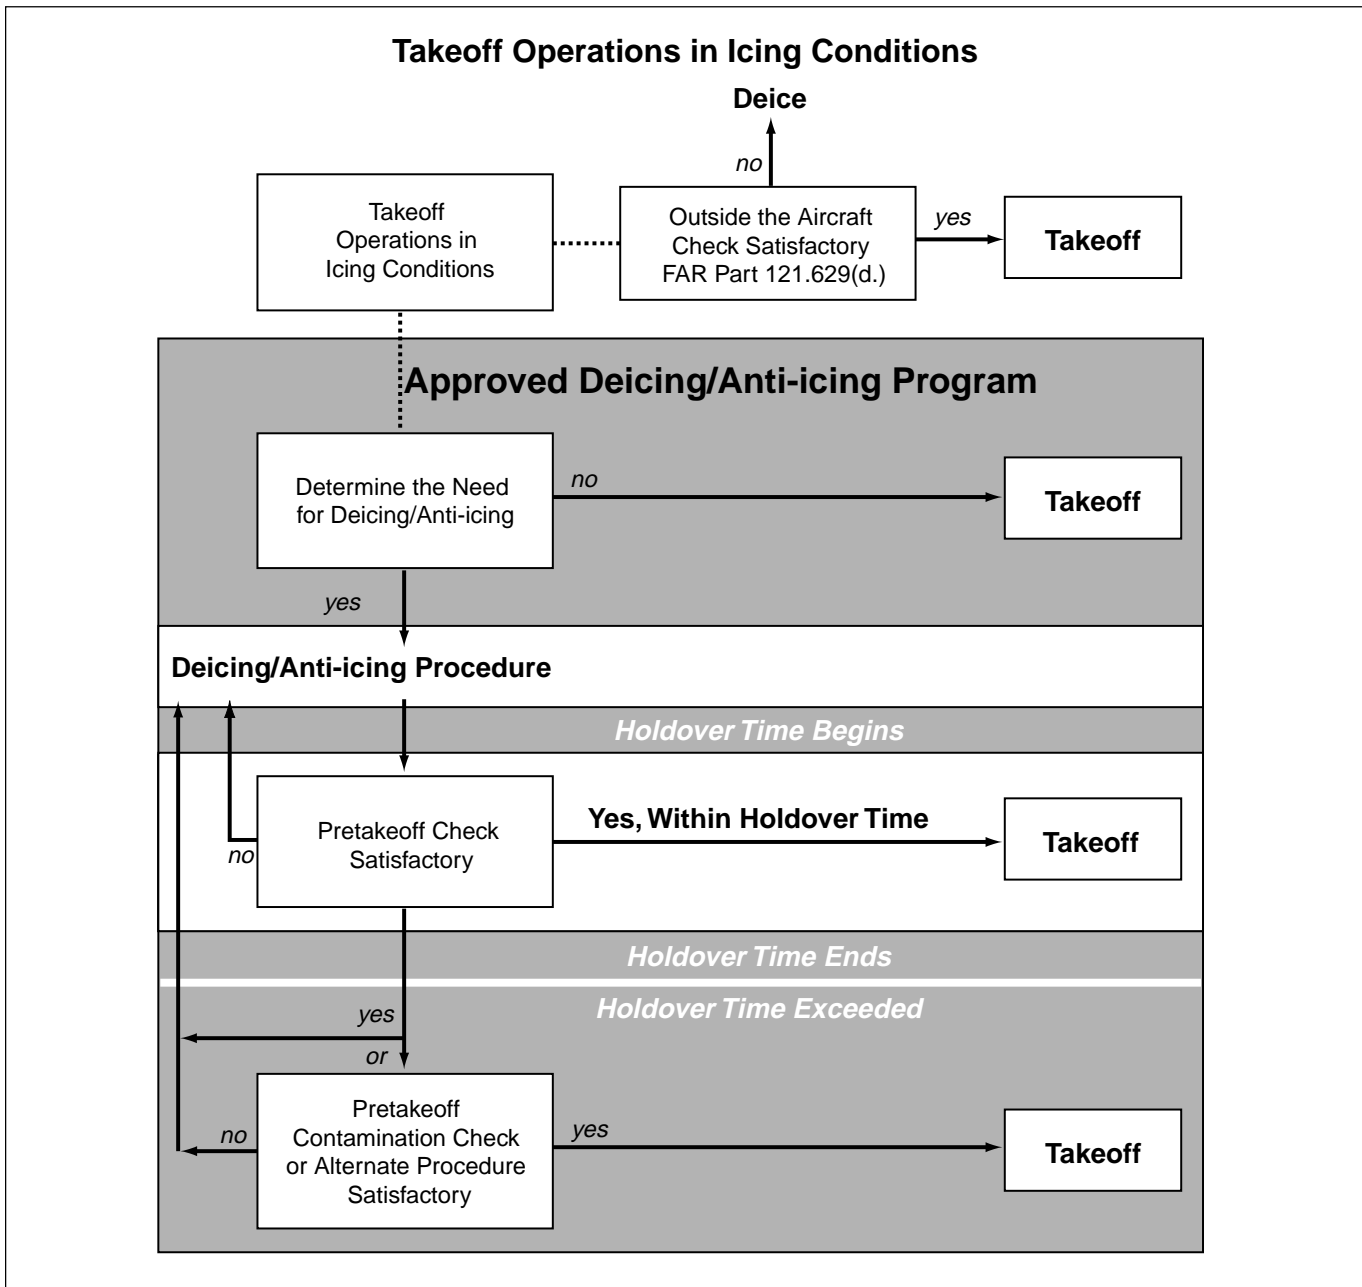 Takeoff Operations in Icing Conditions
Deice
no
Takeoff
Operations in
Icing Conditions
Outside the Aircraft
Check Satisfactory
FAR Part 121.629(d.)
yes
Takeoff
Approved Deicing/Anti-icing Program
Determine the Need
for Deicing/Anti-icing
no
Takeoff
yes
Deicing/Anti-icing Procedure
Holdover Time Begins
Pretakeoff Check
Satisfactory
no
Yes, Within Holdover Time
Takeoff
Holdover Time Ends
Holdover Time Exceeded
yes
or
Pretakeoff
Contamination Check
or Alternate Procedure
Satisfactory
no
yes
Takeoff